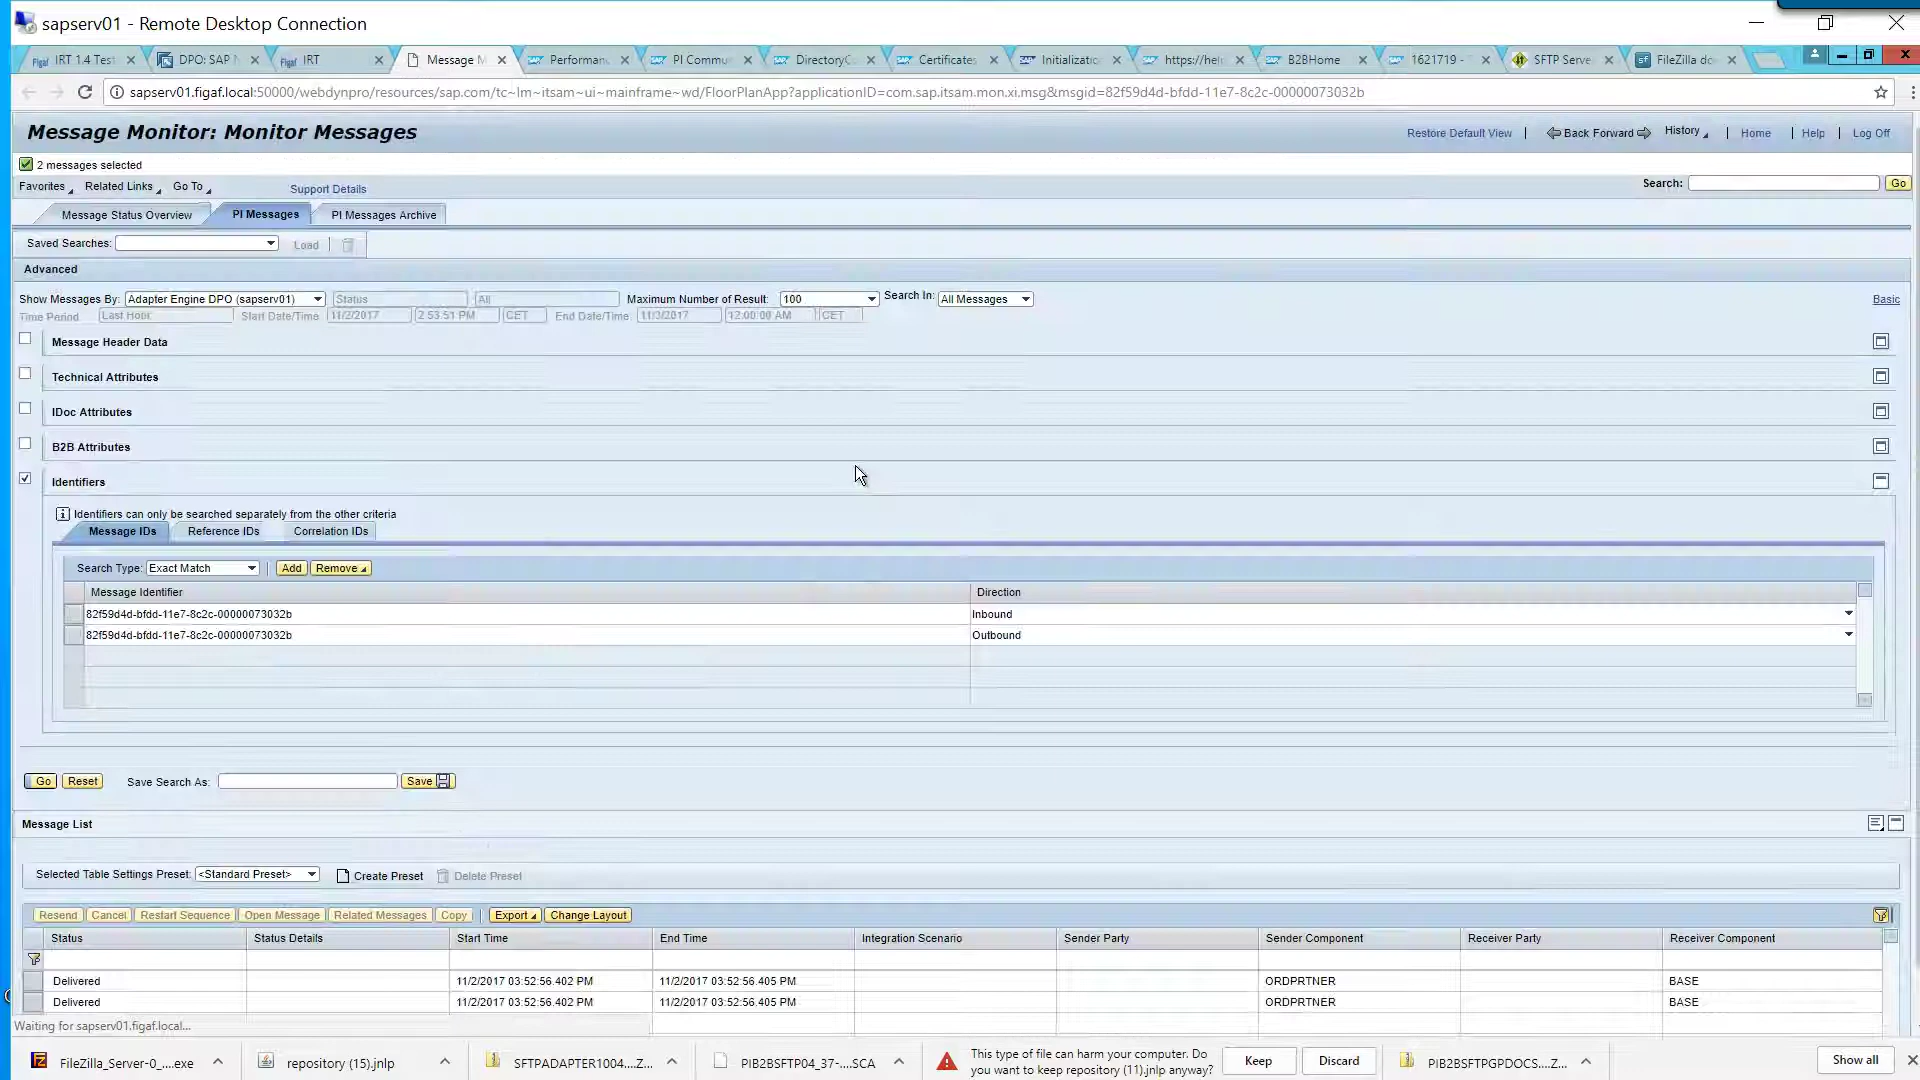 sapserv01 - Remote Desktop Connection
Figaf IRT 1.4 Test DPO: SAP N Figaf IRT Message M Performan PI Commu DirectoryC Certificates Initializatio https://help B2BHome 1621719 - SFTP Serve FileZilla do
sapserv01.figaf.local:50000/webdynpro/resources/sap.com/tc~lm~itsam~ui~mainframe~wd/FloorPlanApp?applicationID=com.sap.itsam.mon.xi.msg&msgid=82f59d4d-bfdd-11e7-8c2c-00000073032b
Message Monitor: Monitor Messages
Restore Default View | Back Forward History | Home | Help | Log Off
2 messages selected
Favorites Related Links Go To Support Details Search: Go
Message Status Overview PI Messages PI Messages Archive
Saved Searches: Load
Advanced
Show Messages By: Adapter Engine DPO (sapserv01) Status All Maximum Number of Result: 100 Search In: All Messages Basic
Time Period Last Hour Start Date/Time 11/2/2017 2:53:51 PM CET End Date/Time 11/3/2017 12:00:00 AM CET
Message Header Data
Technical Attributes
IDoc Attributes
B2B Attributes
Identifiers
Identifiers can only be searched separately from the other criteria
Message IDs Reference IDs Correlation IDs
Search Type: Exact Match Add Remove
Message Identifier Direction
82f59d4d-bfdd-11e7-8c2c-00000073032b Inbound
82f59d4d-bfdd-11e7-8c2c-00000073032b Outbound
Go Reset Save Search As: Save
Message List
Selected Table Settings Preset: <Standard Preset> Create Preset Delete Preset
Resend Cancel Restart Sequence Open Message Related Messages Copy Export Change Layout
Status Status Details Start Time End Time Integration Scenario Sender Party Sender Component Receiver Party Receiver Component
Delivered 11/2/2017 03:52:56.402 PM 11/2/2017 03:52:56.405 PM ORDPRTNER BASE
Delivered 11/2/2017 03:52:56.402 PM 11/2/2017 03:52:56.405 PM ORDPRTNER BASE
Waiting for sapserv01.figaf.local...
FileZilla_Server-0_....exe repository (15).jnlp SFTPADAPTER1004....Z... PIB2BSFTP04_37-....SCA This type of file can harm your computer. Do Keep Discard PIB2BSFTPGPDOCS....Z... Show all
you want to keep repository (11).jnlp anyway?